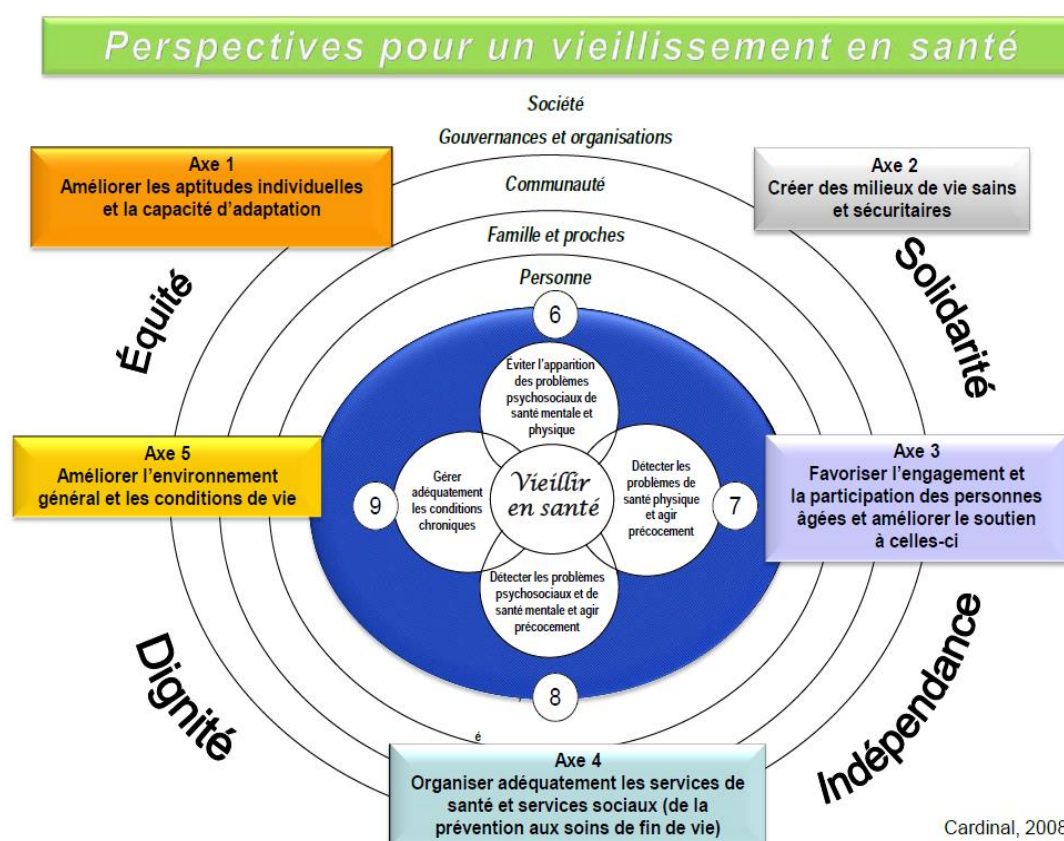 Perspectives pour un vieillissement en santé
Société
Gouvernances et organisations
Axe 1
Améliorer les aptitudes individuelles
et la capacité d'adaptation
Communauté
Axe 2
Créer des milieux de vie sains
et sécuritaires
Famille et proches
Personne
Équité
Solidarité
6
Éviter l'apparition
des problèmes
psychosociaux de
santé mentale et
physique
Axe 5
Améliorer l'environnement
général et les conditions de vie
9
Gérer
adéquatement
les conditions
chroniques
Vieillir
en santé
Détecter les
problèmes de
santé physique
et agir
précocement
7
Axe 3
Favoriser l'engagement et
la participation des personnes
âgées et améliorer le soutien
à celles-ci
Détecter les problèmes
psychosociaux et de
santé mentale et agir
précocement
8
Dignité
Indépendance
é
Axe 4
Organiser adéquatement les services de
santé et services sociaux (de la
prévention aux soins de fin de vie)
Cardinal, 2008